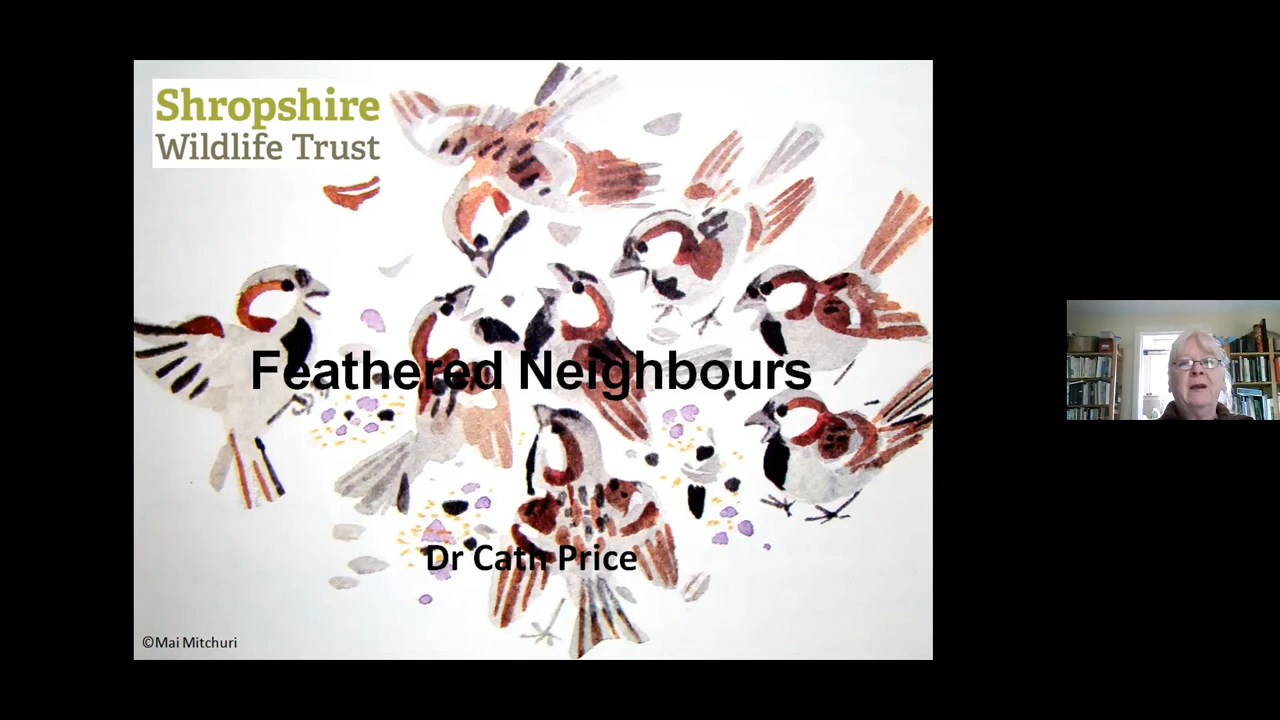 Shropshire
Wildlife Trust
Feathered Neighbours
Dr Cath Price
©Mai Mitchuri